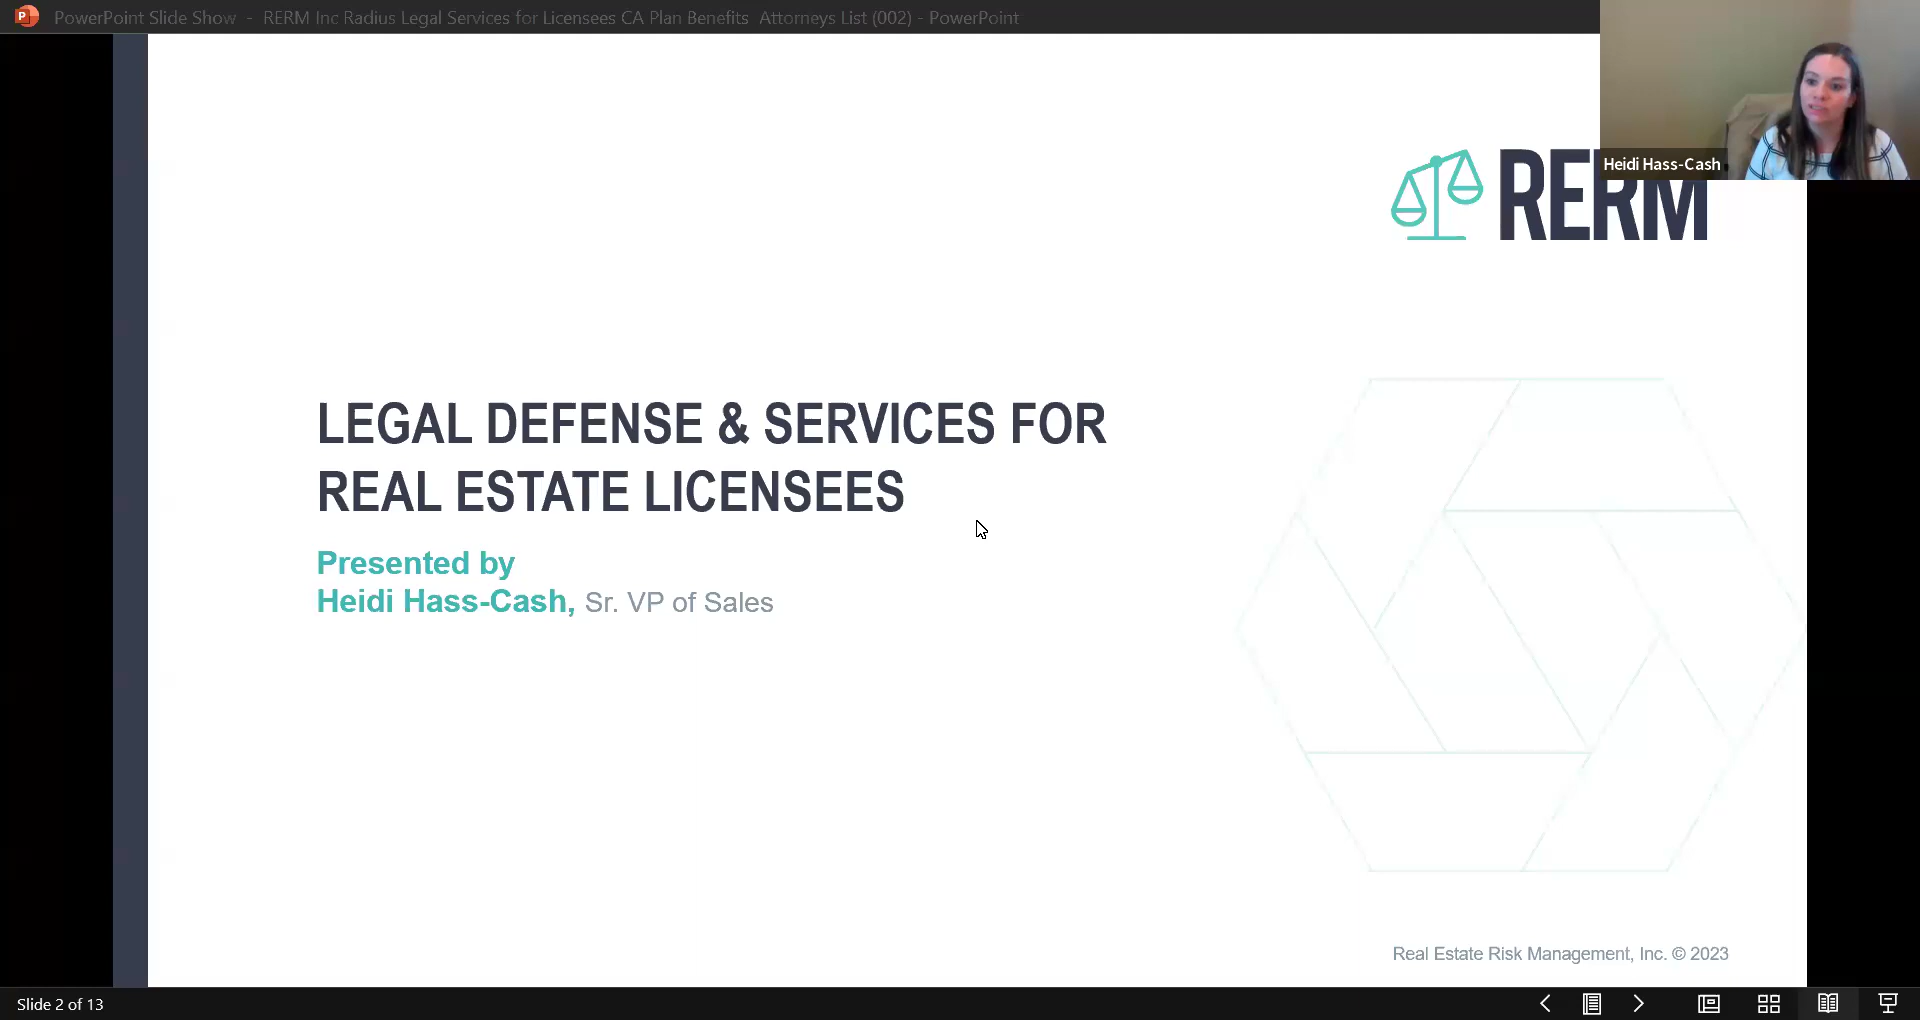 PowerPoint Slide Show - RERM Inc Radius Legal Services for Licensees CA Plan Benefits Attorneys List (002) - PowerPoint
Heidi Hass-Cash
RERM
LEGAL DEFENSE & SERVICES FOR
REAL ESTATE LICENSEES
Presented by
Heidi Hass-Cash, Sr. VP of Sales
Real Estate Risk Management, Inc. © 2023
Slide 2 of 13